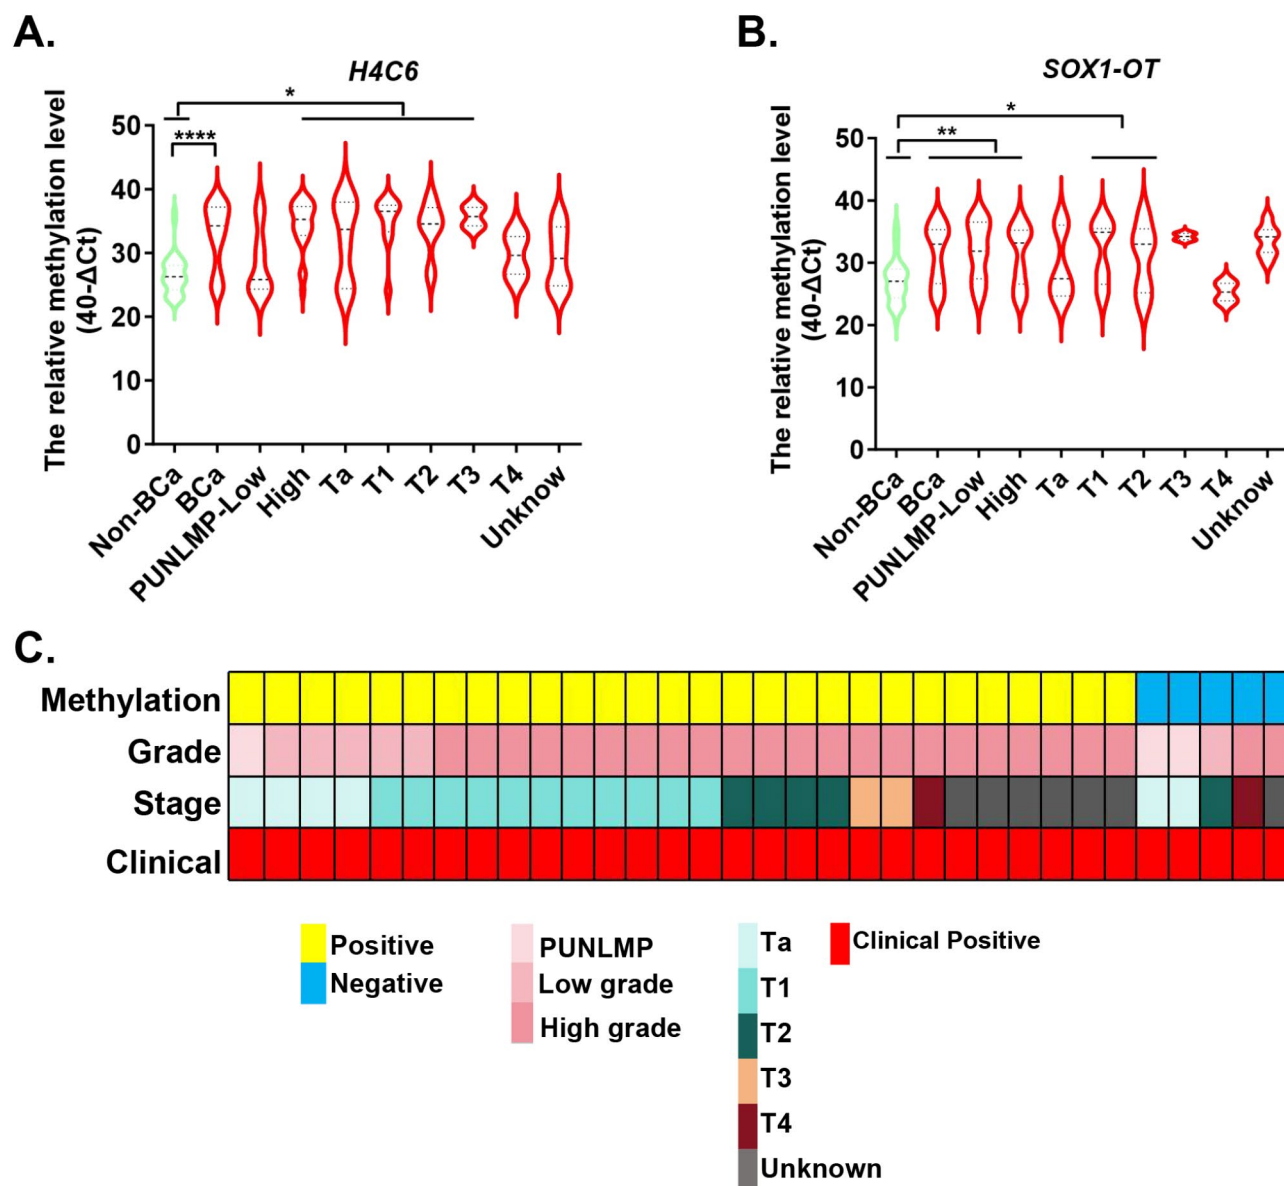 A.
H4C6
*
****
The relative methylation level
(40-ΔCt)
50
40
30
20
10
0
Non-BCa
BCa
PUNLMP-Low
High
Ta
T1
T2
T3
T4
Unknow
B.
SOX1-OT
*
**
The relative methylation level
(40-ΔCt)
50
40
30
20
10
0
Non-BCa
BCa
PUNLMP-Low
High
Ta
T1
T2
T3
T4
Unknow
C.
Methylation
Grade
Stage
Clinical
Positive
Negative
PUNLMP
Low grade
High grade
Ta
T1
T2
T3
T4
Unknown
Clinical Positive